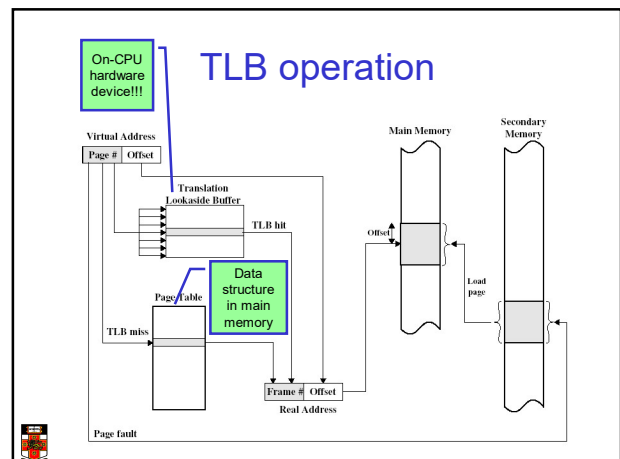 TLB operation
On-CPU
hardware
device!!!
Virtual Address
Page # Offset
Translation
Lookaside Buffer
TLB hit
Data
structure
in main
memory
Page Table
TLB miss
Frame # Offset
Real Address
Page fault
Main Memory
Offset
Secondary
Memory
Load
page